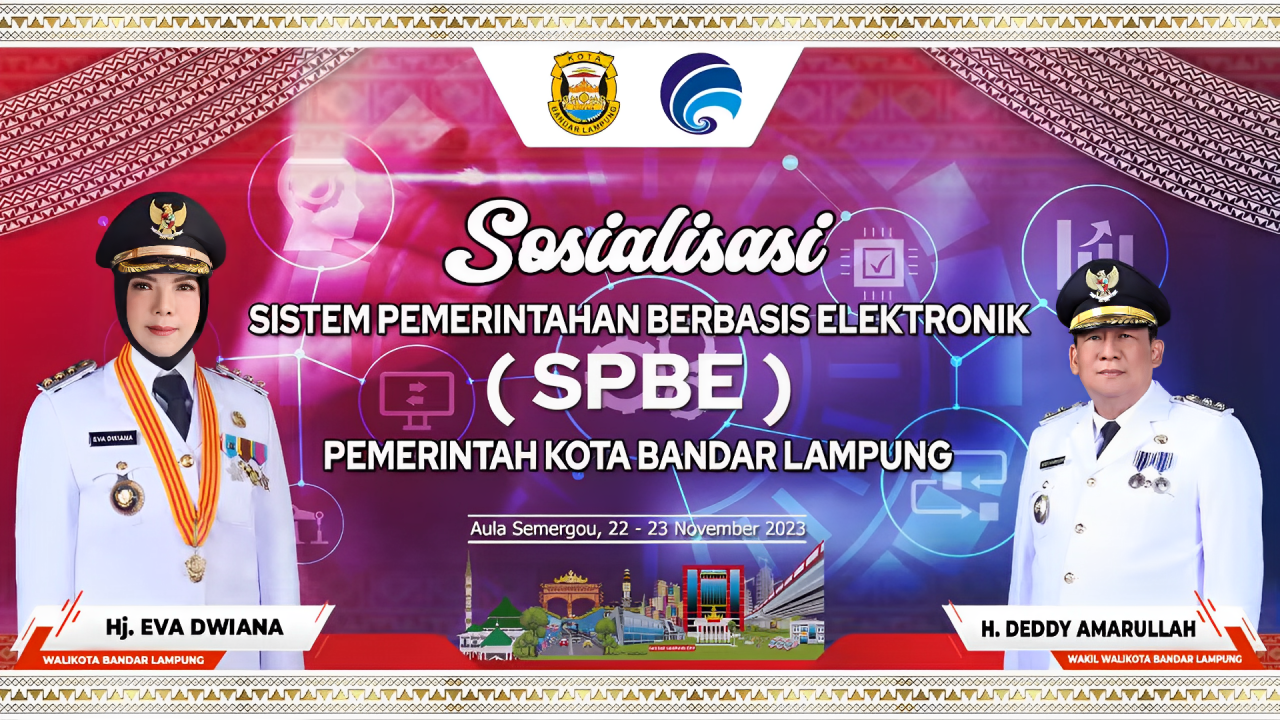 KOTA
BANDAR LAMPUNG
Sosialisasi
SISTEM PEMERINTAHAN BERBASIS ELEKTRONIK
( SPBE )
PEMERINTAH KOTA BANDAR LAMPUNG
EVA DWIANA
Aula Semergou, 22 - 23 November 2023
Hj. EVA DWIANA
WALIKOTA BANDAR LAMPUNG
H. DEDDY AMARULLAH
WAKIL WALIKOTA BANDAR LAMPUNG